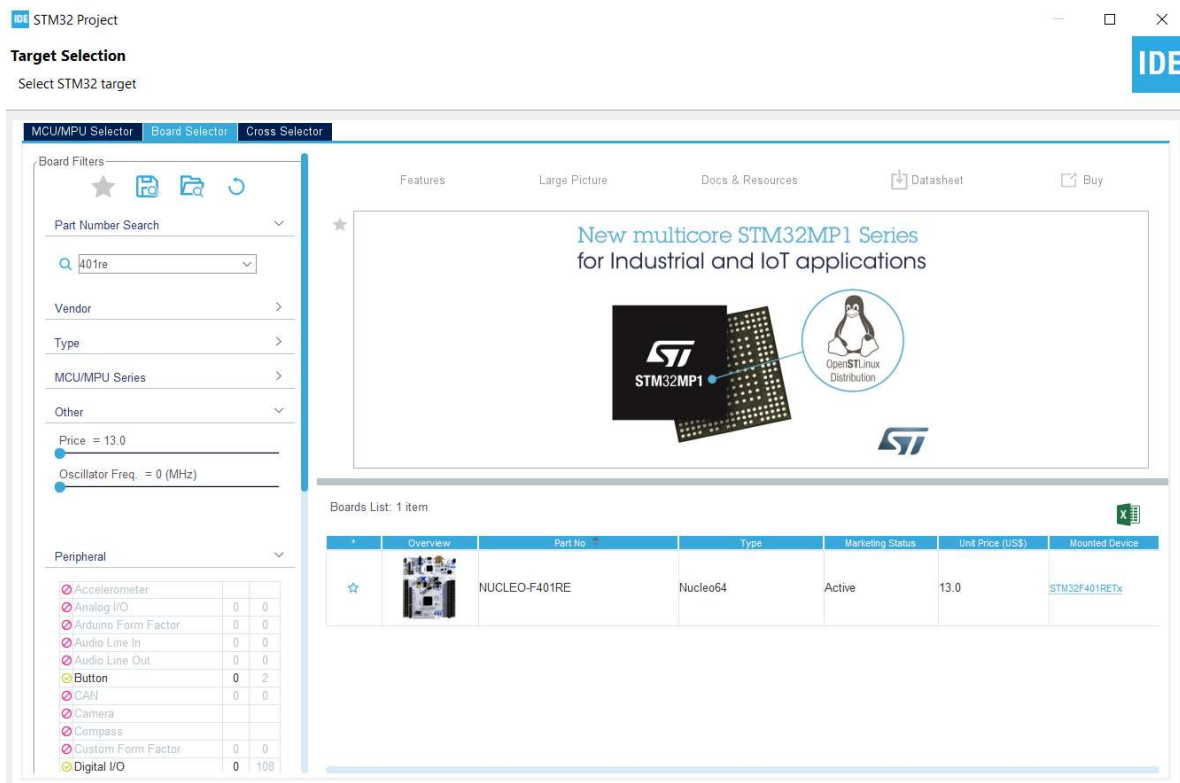 IDE STM32 Project
Target Selection
Select STM32 target
IDE
MCU/MPU Selector Board Selector Cross Selector
Board Filters
Part Number Search
401re
Vendor
Type
MCU/MPU Series
Other
Price = 13.0
Oscillator Freq. = 0 (MHz)
Peripheral
Accelerometer
Analog I/O 0 0
Arduino Form Factor 0 0
Audio Line In 0 0
Audio Line Out 0 0
Button 0 2
CAN 0 0
Camera
Compass
Custom Form Factor 0 0
Digital I/O 0 108
Features Large Picture Docs & Resources Datasheet Buy
New multicore STM32MP1 Series
for Industrial and IoT applications
ST
STM32MP1
OpenSTLinux
Distribution
ST
Boards List: 1 item
X
* Overview Part No Type Marketing Status Unit Price (US$) Mounted Device
NUCLEO-F401RE Nucleo64 Active 13.0 STM32F401RETx